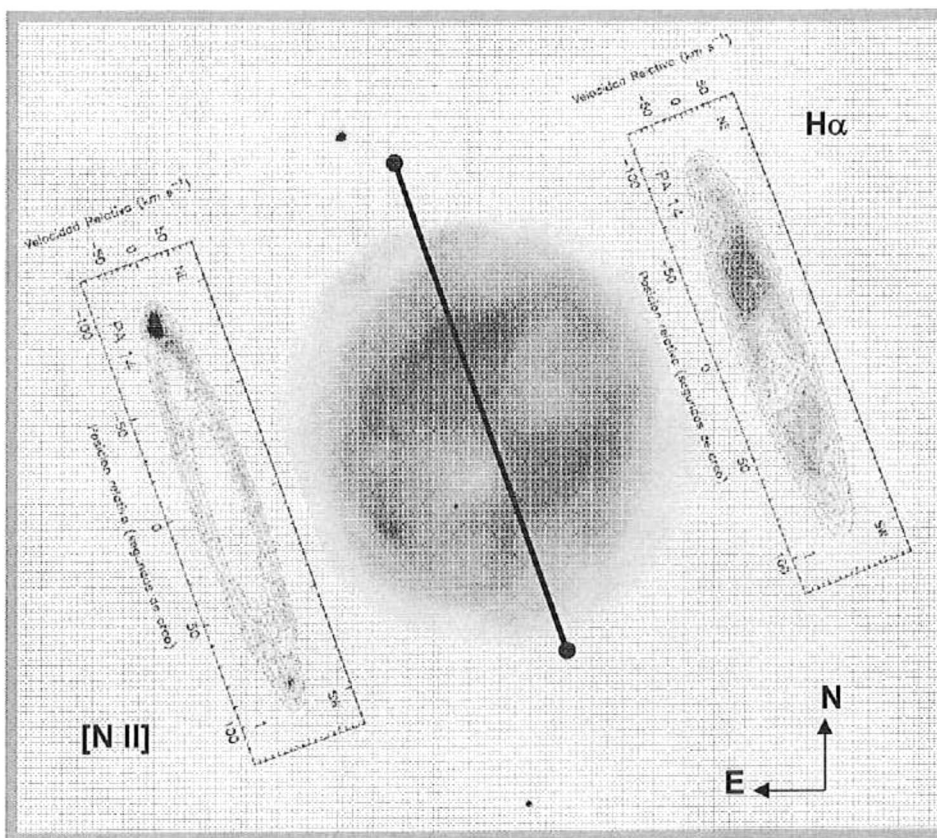 Hα
Velocidad Relativa (km s⁻¹)
-50 0 50
NE
PA 14
-100
-50
0
50
100
Posicion relativa (segundos de arco)
SW
Velocidad Relativa (km s⁻¹)
-50 0 50
NE
PA 14
-100
50
0
50
100
Posicion relativa (segundos de arco)
SW
[N II]
N
E